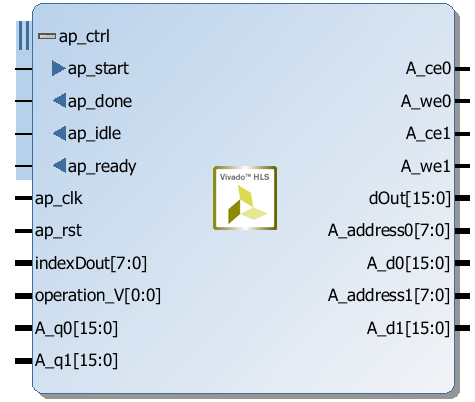 ap_ctrl
ap_start
ap_done
ap_idle
ap_ready
ap_clk
ap_rst
indexDout[7:0]
operation_V[0:0]
A_q0[15:0]
A_q1[15:0]
Vivado™ HLS
A_ce0
A_we0
A_ce1
A_we1
dOut[15:0]
A_address0[7:0]
A_d0[15:0]
A_address1[7:0]
A_d1[15:0]